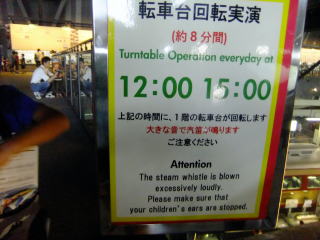 転車台回転実演
(約8分間)
Turntable Operation everyday at
12:00 15:00
上記の時間に、1階の転車台が回転します
大きな音で汽笛が鳴ります
ご注意ください
Attention
The steam whistle is blown
excessively loudly.
Please make sure that
your children's ears are stopped.